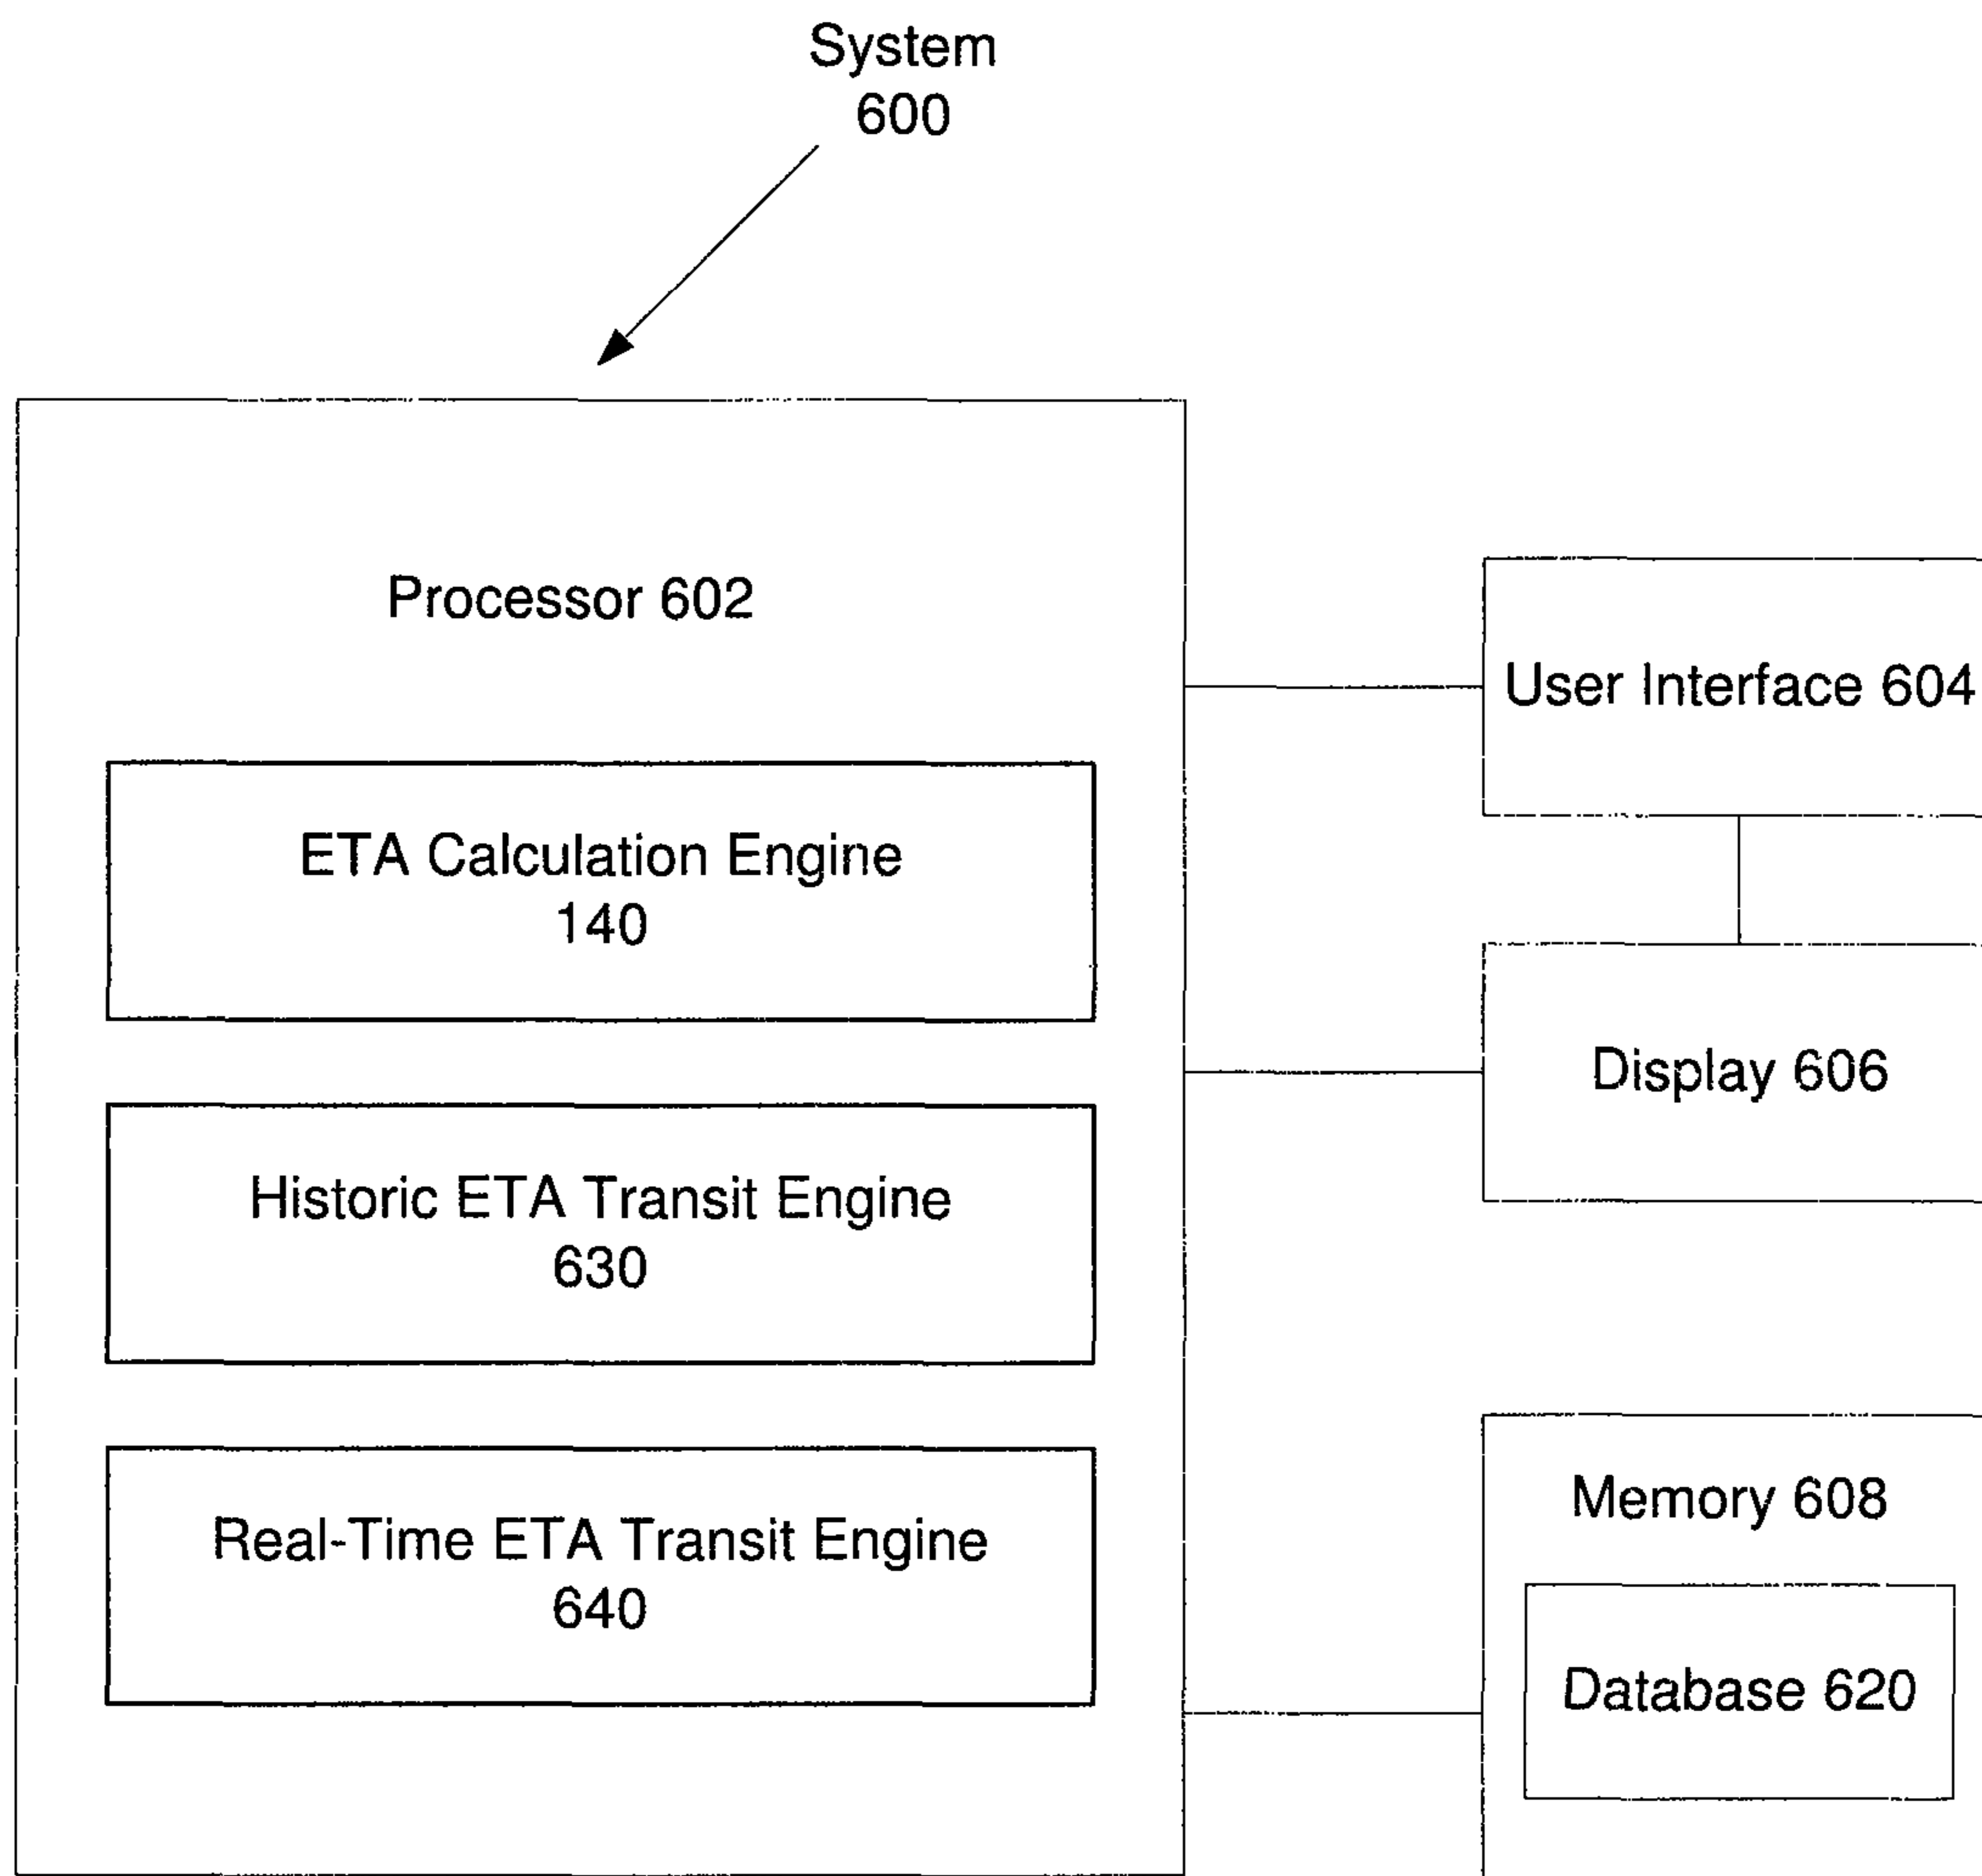 System
600
Processor 602
ETA Calculation Engine
140
Historic ETA Transit Engine
630
Real-Time ETA Transit Engine
640
User Interface 604
Display 606
Memory 608
Database 620